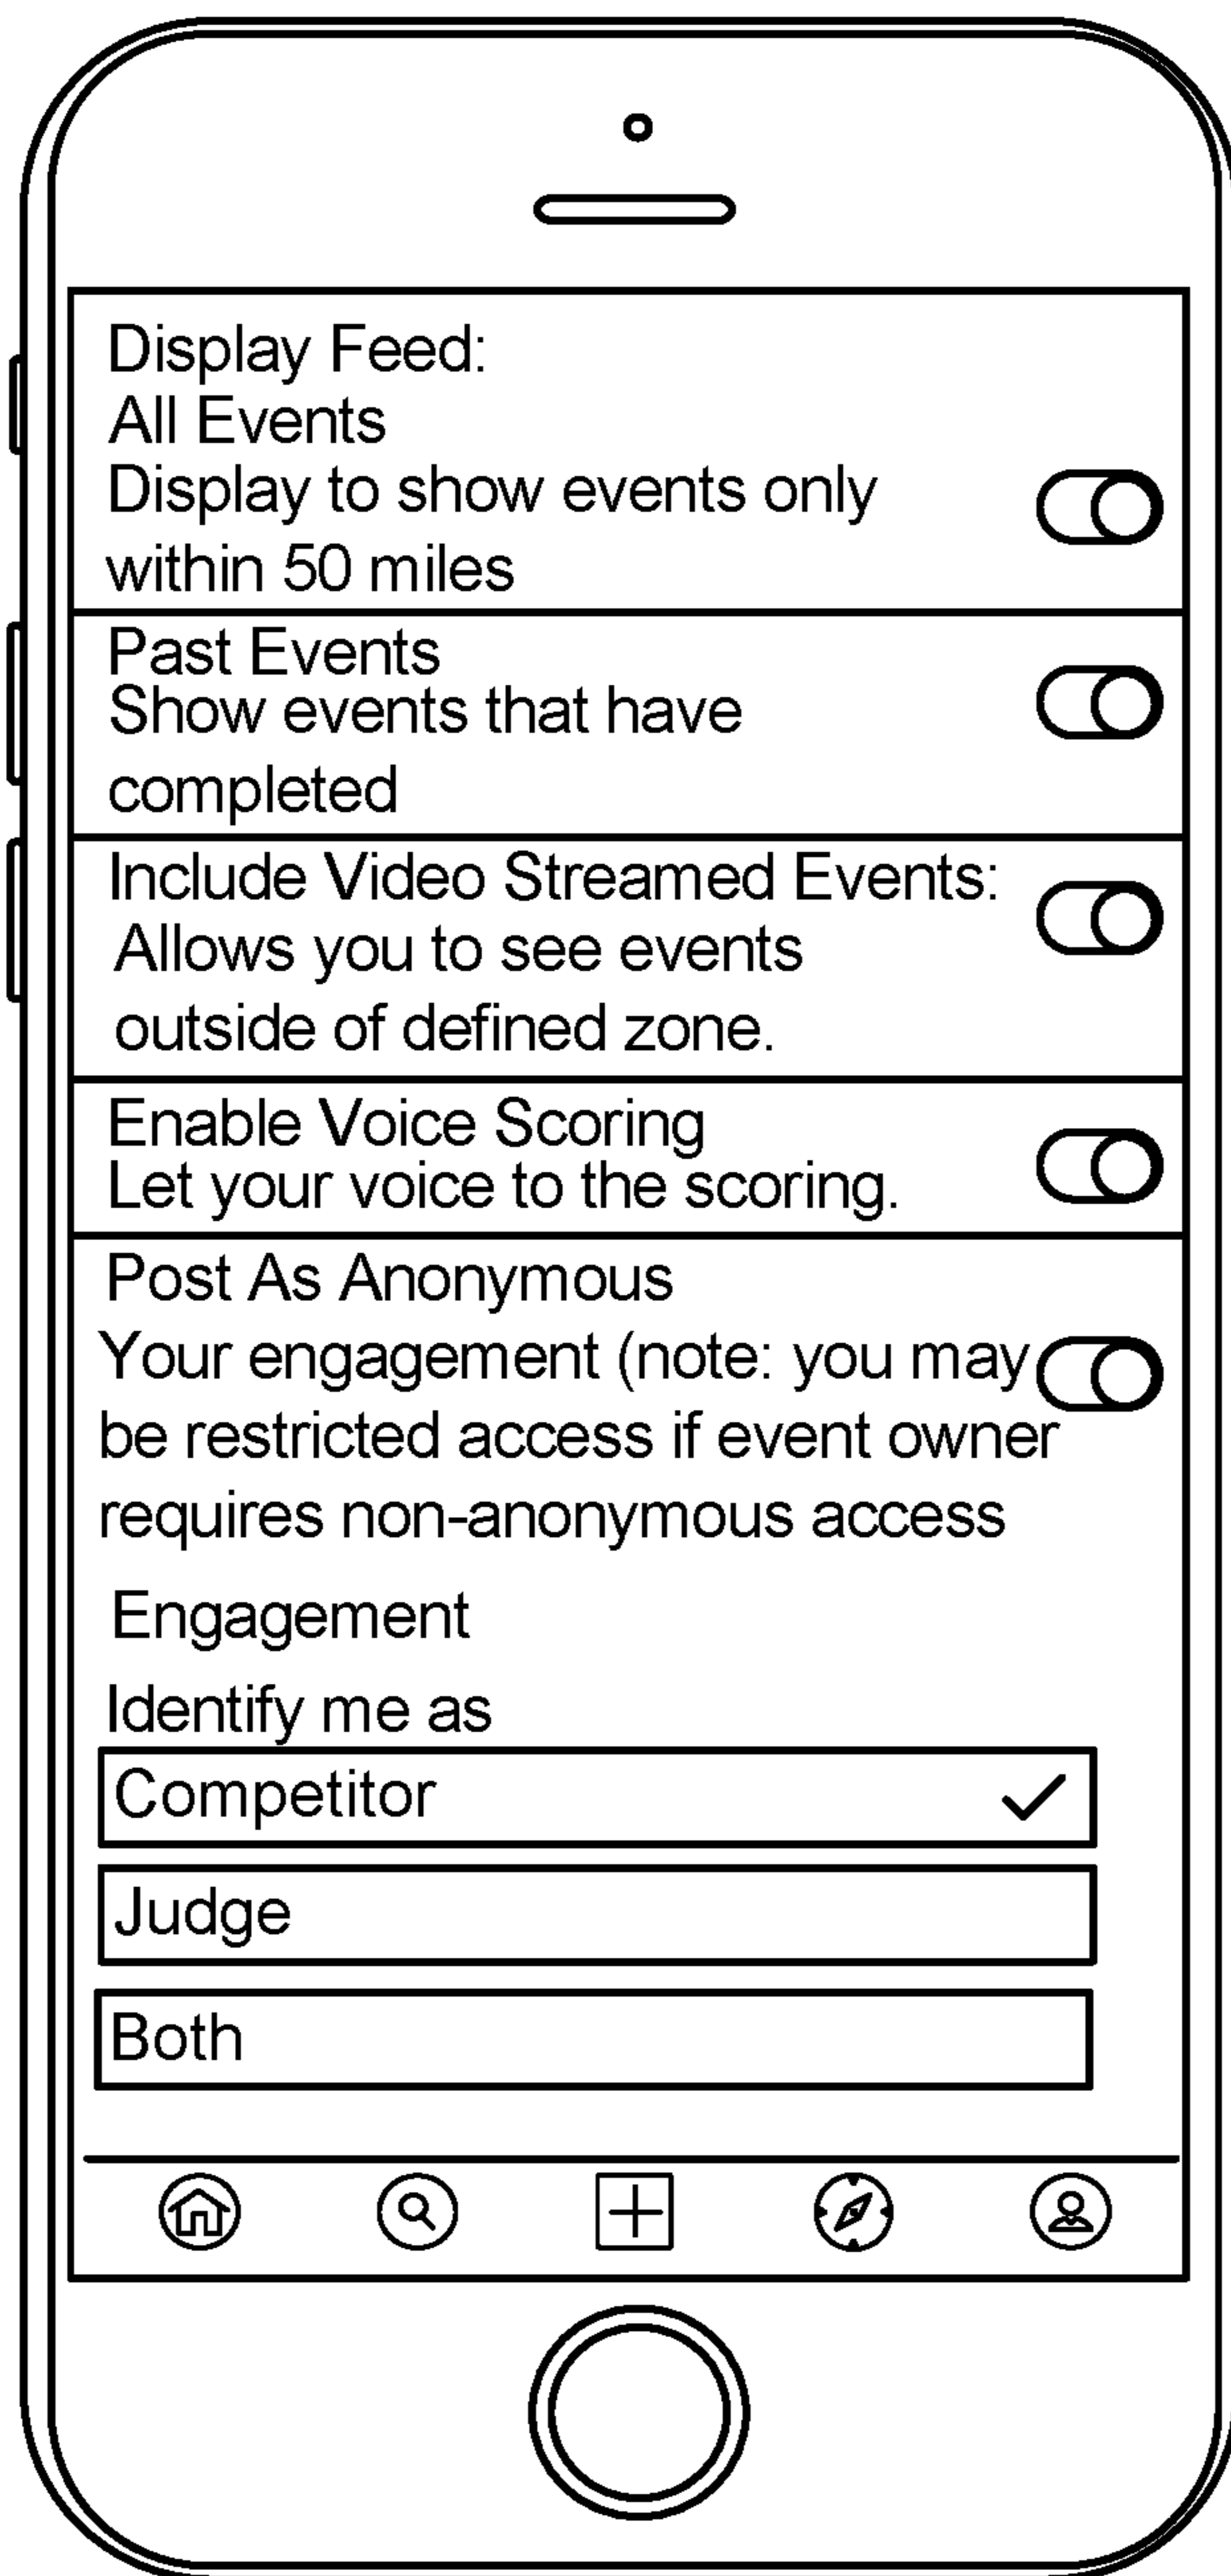 Display Feed:
All Events
Display to show events only
within 50 miles
Past Events
Show events that have
completed
Include Video Streamed Events:
Allows you to see events
outside of defined zone.
Enable Voice Scoring
Let your voice to the scoring.
Post As Anonymous
Your engagement (note: you may
be restricted access if event owner
requires non-anonymous access
Engagement
Identify me as
Competitor
Judge
Both